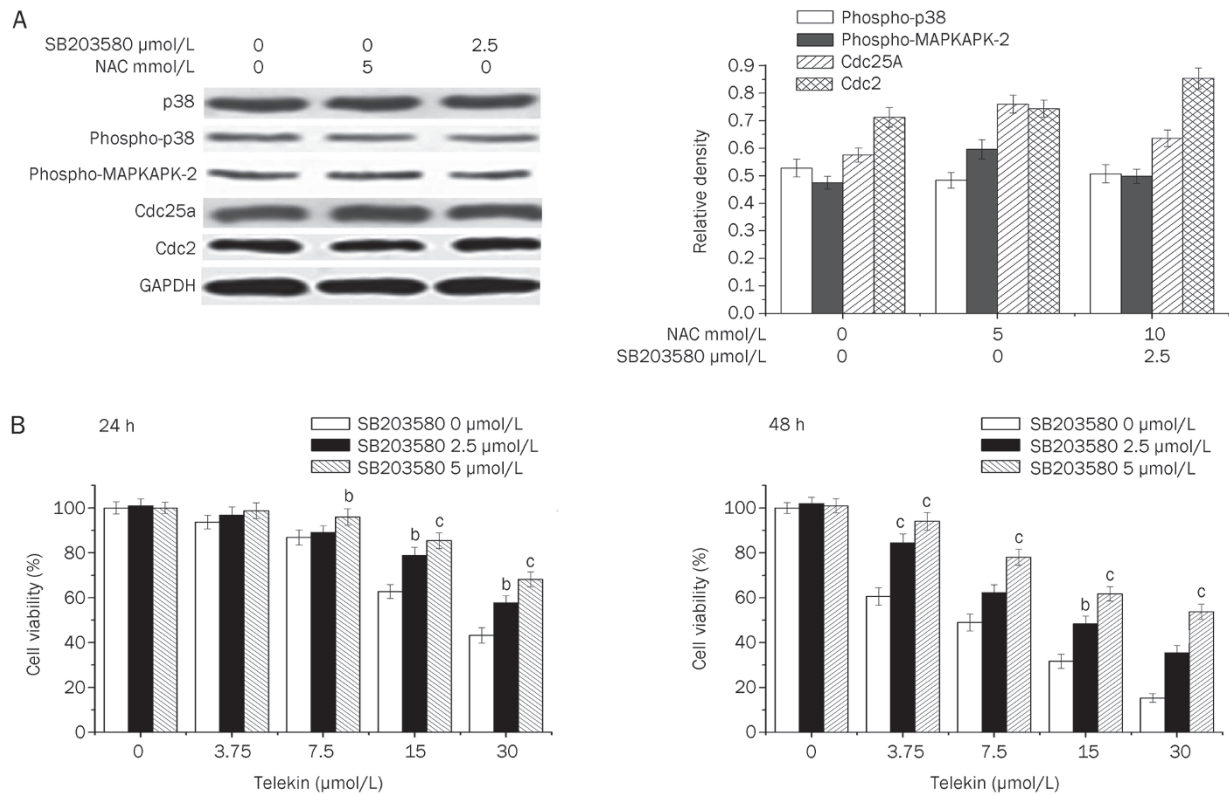 A
SB203580 µmol/L 0 0 2.5
NAC mmol/L 0 5 0
p38
Phospho-p38
Phospho-MAPKAPK-2
Cdc25a
Cdc2
GAPDH
Phospho-p38
Phospho-MAPKAPK-2
Cdc25A
Cdc2
Relative density
0.9
0.8
0.7
0.6
0.5
0.4
0.3
0.2
0.1
0.0
NAC mmol/L 0 5 10
SB203580 µmol/L 0 0 2.5
B
24 h
SB203580 0 µmol/L
SB203580 2.5 µmol/L
SB203580 5 µmol/L
Cell viability (%)
100
80
60
40
20
0
b
b c
b c
0 3.75 7.5 15 30
Telekin (µmol/L)
48 h
SB203580 0 µmol/L
SB203580 2.5 µmol/L
SB203580 5 µmol/L
Cell viability (%)
100
80
60
40
20
0
c c
c
b c
c
0 3.75 7.5 15 30
Telekin (µmol/L)